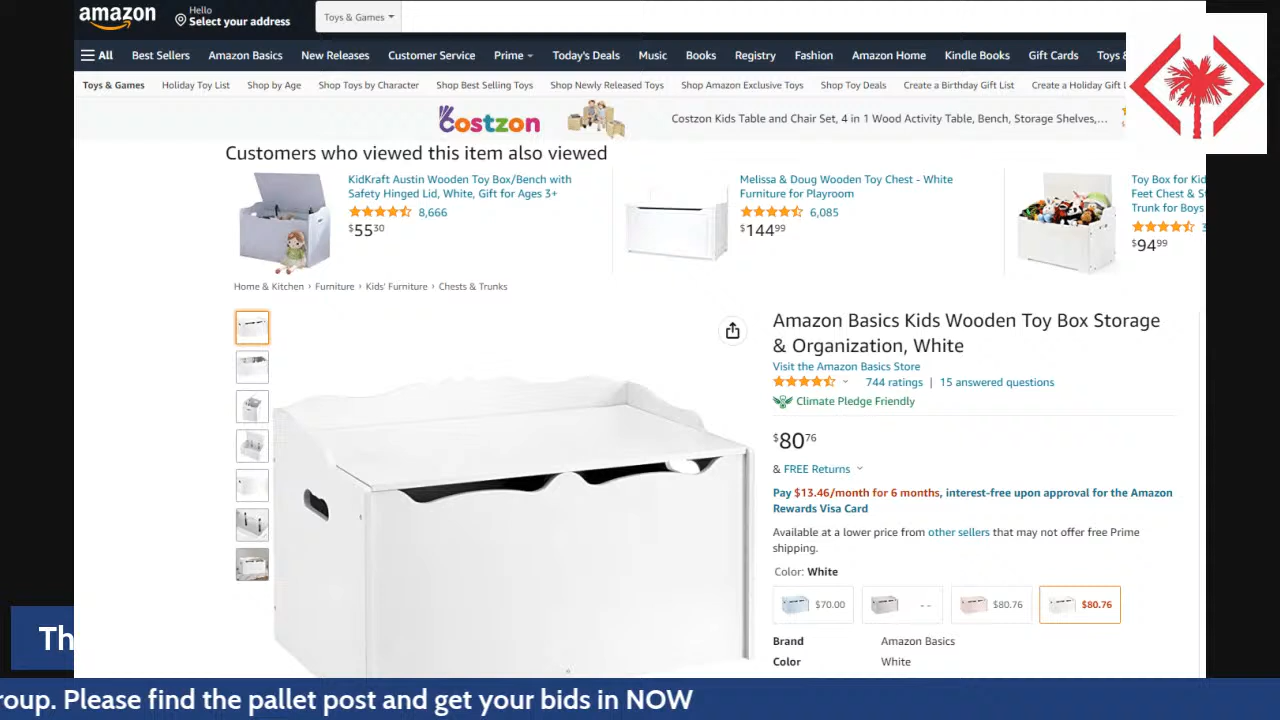 amazon
Hello
Select your address
Toys & Games
All Best Sellers Amazon Basics New Releases Customer Service Prime Today's Deals Music Books Registry Fashion Amazon Home Kindle Books Gift Cards Toys
Toys & Games Holiday Toy List Shop by Age Shop Toys by Character Shop Best Selling Toys Shop Newly Released Toys Shop Amazon Exclusive Toys Shop Toy Deals Create a Birthday Gift List Create a Holiday Gift L
Costzon Costzon Kids Table and Chair Set, 4 in 1 Wood Activity Table, Bench, Storage Shelves,...
Customers who viewed this item also viewed
KidKraft Austin Wooden Toy Box/Bench with
Safety Hinged Lid, White, Gift for Ages 3+
8,666
$55 30
Melissa & Doug Wooden Toy Chest - White
Furniture for Playroom
6,085
$144 99
Toy Box for Kid
Feet Chest & S
Trunk for Boys
$94 99
Home & Kitchen › Furniture › Kids' Furniture › Chests & Trunks
Amazon Basics Kids Wooden Toy Box Storage
& Organization, White
Visit the Amazon Basics Store
744 ratings | 15 answered questions
Climate Pledge Friendly
$80 76
& FREE Returns
Pay $13.46/month for 6 months, interest-free upon approval for the Amazon
Rewards Visa Card
Available at a lower price from other sellers that may not offer free Prime
shipping.
Color: White
$70.00 -- $80.76 $80.76
Brand Amazon Basics
Color White
Th
roup. Please find the pallet post and get your bids in NOW